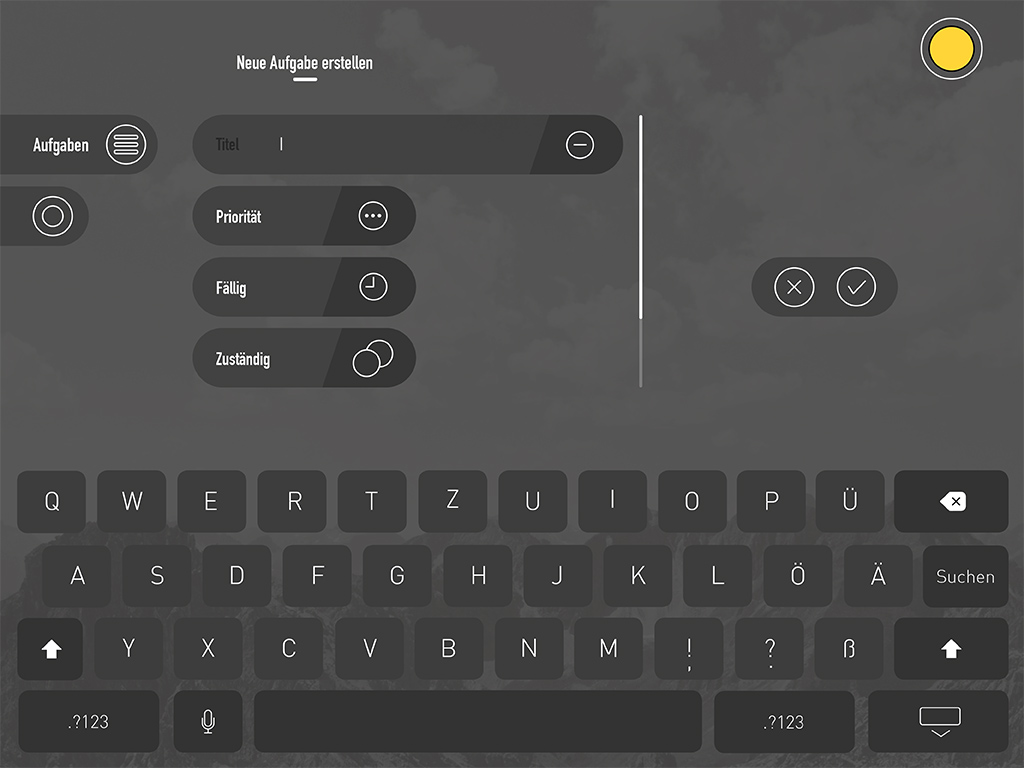 Neue Aufgabe erstellen
Aufgaben
Titel
Priorität
Fällig
Zuständig
Q W E R T Z U I O P Ü
A S D F G H J K L Ö Ä Suchen
Y X C V B N M ! ; ? . ß
.?123 .?123